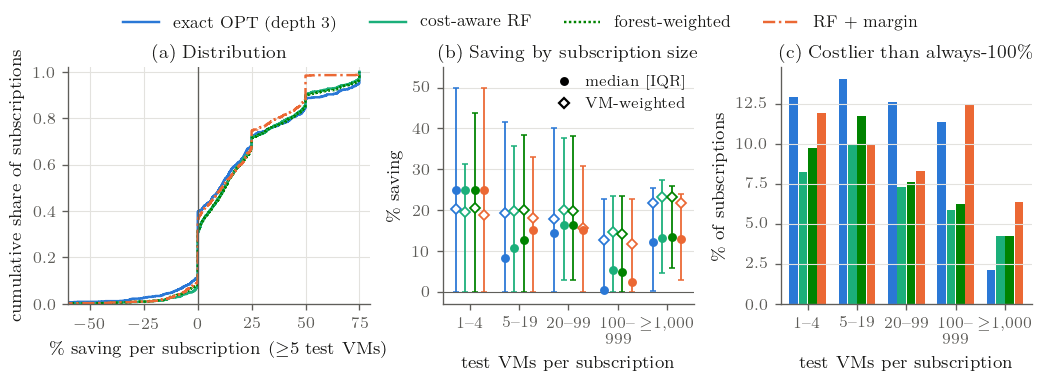 exact OPT (depth 3) cost-aware RF forest-weighted RF + margin
(a) Distribution
cumulative share of subscriptions
1.0
0.8
0.6
0.4
0.2
0.0
−50 −25 0 25 50 75
% saving per subscription (≥5 test VMs)
(b) Saving by subscription size
median [IQR]
VM-weighted
% saving
50
40
30
20
10
0
1–4 5–19 20–99 100– ≥1,000
999
test VMs per subscription
(c) Costlier than always-100%
% of subscriptions
12.5
10.0
7.5
5.0
2.5
0.0
1–4 5–19 20–99 100– ≥1,000
999
test VMs per subscription